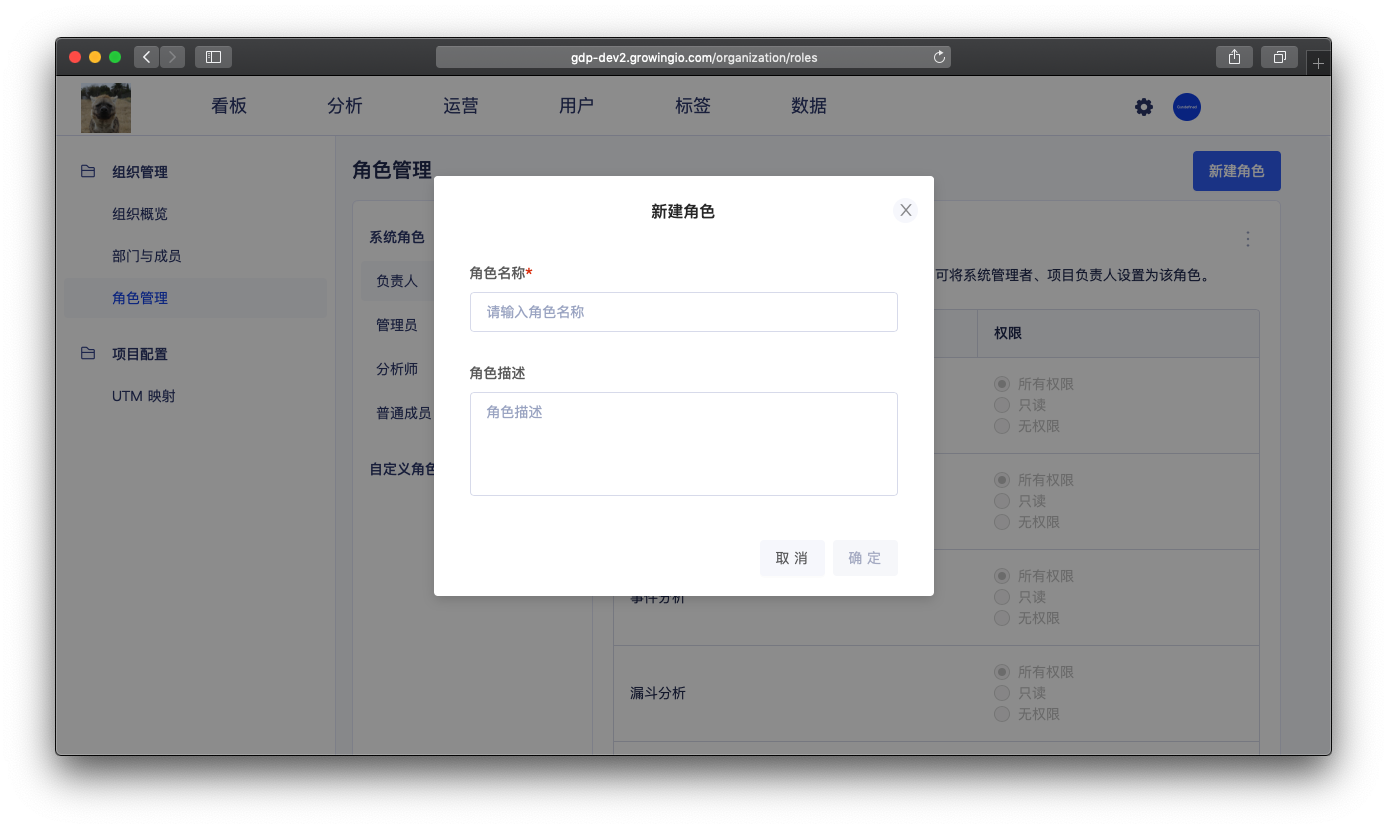 gdp-dev2.growingio.com/organization/roles
看板
分析
运营
用户
标签
数据
组织管理
组织概览
部门与成员
角色管理
项目配置
UTM 映射
角色管理
新建角色
系统角色
负责人
管理员
分析师
普通成员
自定义角色
新建角色
角色名称*
请输入角色名称
角色描述
角色描述
取 消
确 定
可将系统管理者、项目负责人设置为该角色。
权限
所有权限
只读
无权限
所有权限
只读
无权限
事件分析
所有权限
只读
无权限
漏斗分析
所有权限
只读
无权限